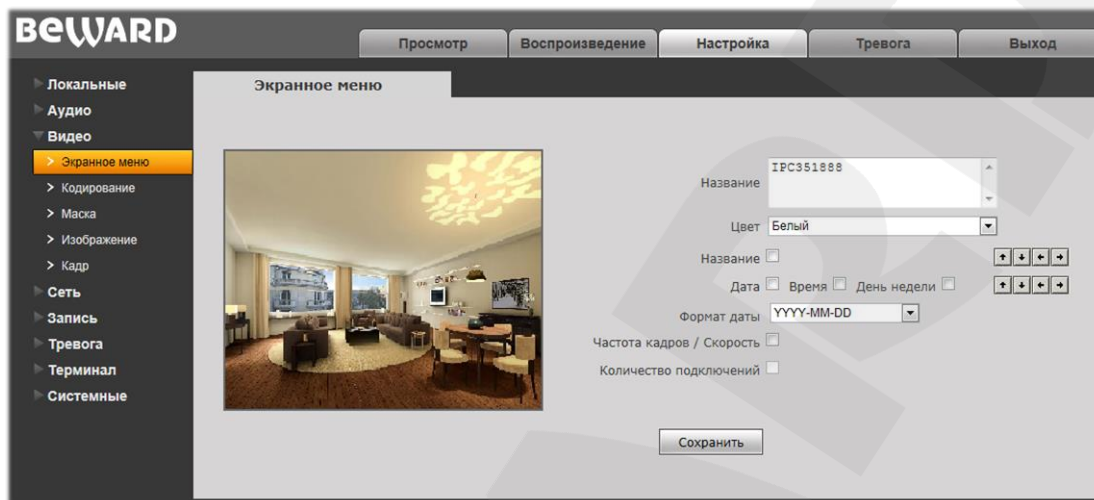 BEWARD
Просмотр Воспроизведение Настройка Тревога Выход
Локальные
Аудио
Видео
Экранное меню
Кодирование
Маска
Изображение
Кадр
Сеть
Запись
Тревога
Терминал
Системные
Экранное меню
Название IPC351888
Цвет Белый
Название
Дата Время День недели
Формат даты YYYY-MM-DD
Частота кадров / Скорость
Количество подключений
Сохранить